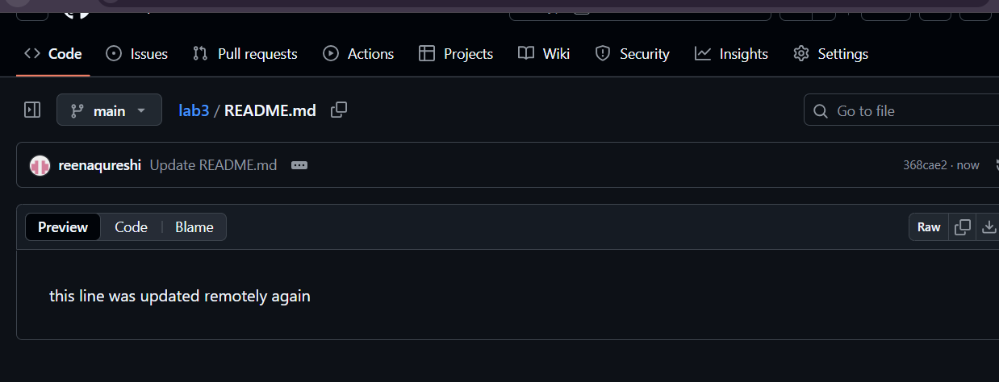 Code Issues Pull requests Actions Projects Wiki Security Insights Settings
main lab3 / README.md Go to file
reenaqureshi Update README.md 368cae2 · now
Preview Code Blame Raw
this line was updated remotely again